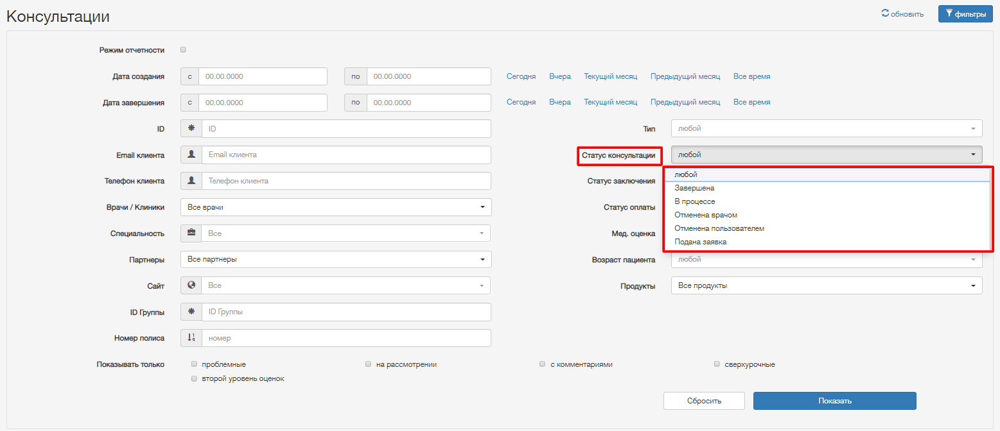 Консультации
обновить
фильтры
Режим отчетности
Дата создания с 00.00.0000 по 00.00.0000 Сегодня Вчера Текущий месяц Предыдущий месяц Все время
Дата завершения с 00.00.0000 по 00.00.0000 Сегодня Вчера Текущий месяц Предыдущий месяц Все время
ID ID Тип любой
Email клиента Email клиента Статус консультации любой
любой
Телефон клиента Телефон клиента Статус заключения
Завершена
В процессе
Врачи / Клиники Все врачи Статус оплаты
Отменена врачом
Отменена пользователем
Специальность Все Мед. оценка
Подана заявка
Партнеры Все партнеры Возраст пациента любой
Сайт Все Продукты Все продукты
ID Группы ID Группы
Номер полиса номер
Показывать только проблемные на рассмотрении с комментариями сверхурочные
второй уровень оценок
Сбросить Показать